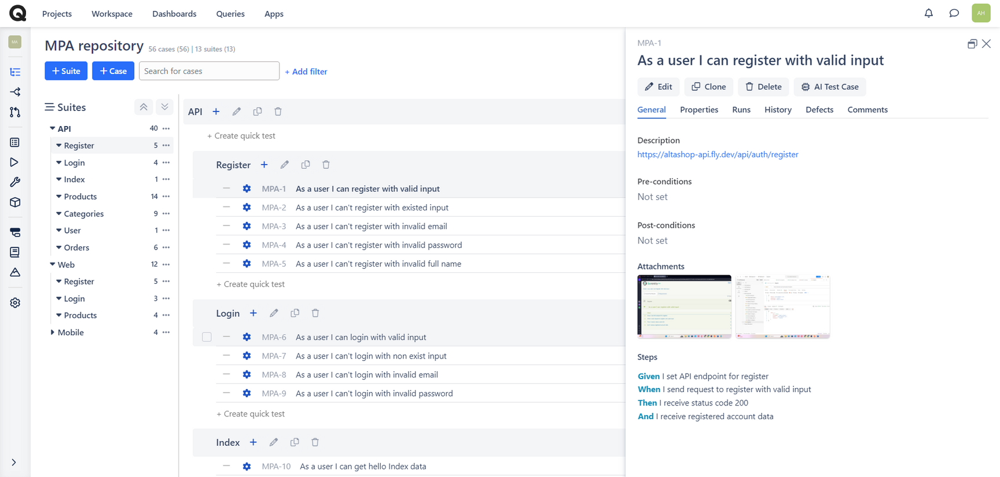 Projects Workspace Dashboards Queries Apps AH
MA
MPA repository 56 cases (56) | 13 suites (13)
+ Suite + Case Search for cases + Add filter
Suites
API 40
Register 5
Login 4
Index 1
Products 14
Categories 9
User 1
Orders 6
Web 12
Register 5
Login 3
Products 4
Mobile 4
API
+ Create quick test
Register
MPA-1 As a user I can register with valid input
MPA-2 As a user I can't register with existed input
MPA-3 As a user I can't register with invalid email
MPA-4 As a user I can't register with invalid password
MPA-5 As a user I can't register with invalid full name
+ Create quick test
Login
MPA-6 As a user I can login with valid input
MPA-7 As a user I can't login with non exist input
MPA-8 As a user I can't login with invalid email
MPA-9 As a user I can't login with invalid password
+ Create quick test
Index
MPA-10 As a user I can get hello Index data
MPA-1
As a user I can register with valid input
Edit Clone Delete AI Test Case
General Properties Runs History Defects Comments
Description
https://altashop-api.fly.dev/api/auth/register
Pre-conditions
Not set
Post-conditions
Not set
Attachments
Steps
Given I set API endpoint for register
When I send request to register with valid input
Then I receive status code 200
And I receive registered account data